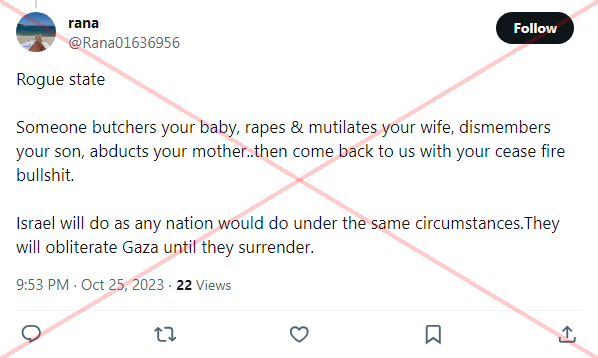 rana
@Rana01636956
Follow
Rogue state
Someone butchers your baby, rapes & mutilates your wife, dismembers
your son, abducts your mother..then come back to us with your cease fire
bullshit.
Israel will do as any nation would do under the same circumstances.They
will obliterate Gaza until they surrender.
9:53 PM · Oct 25, 2023 · 22 Views